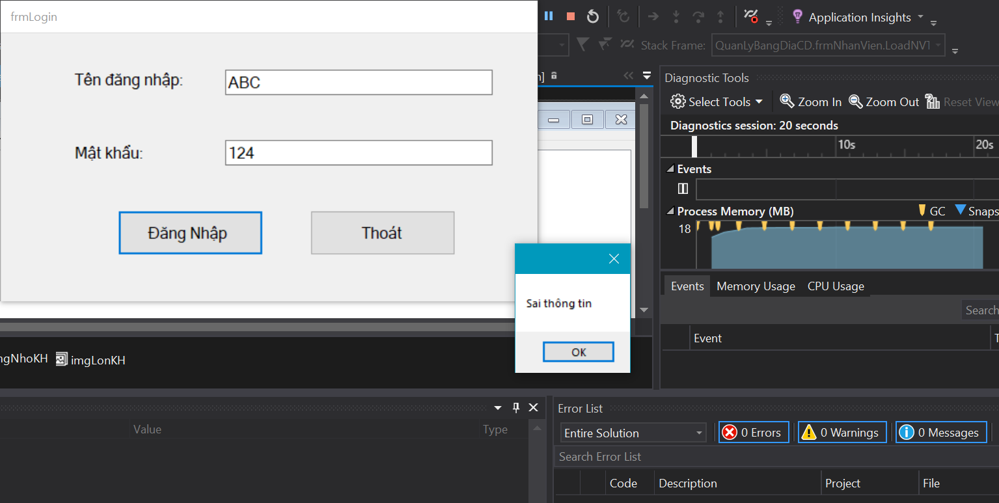 frmLogin
Tên đăng nhập:
ABC
Mật khẩu:
124
Đăng Nhập
Thoát
Sai thông tin
OK
Application Insights
Stack Frame:
QuanLyBangDiaCD.frmNhanVien.LoadNVT
n]
Diagnostic Tools
Select Tools
Zoom In
Zoom Out
Reset View
Diagnostics session: 20 seconds
10s
20s
Events
Process Memory (MB)
GC
Snaps
18
Events
Memory Usage
CPU Usage
Search
Event
T
ngNhoKH
imgLonKH
Value
Type
Error List
Entire Solution
0 Errors
0 Warnings
0 Messages
Search Error List
Code
Description
Project
File